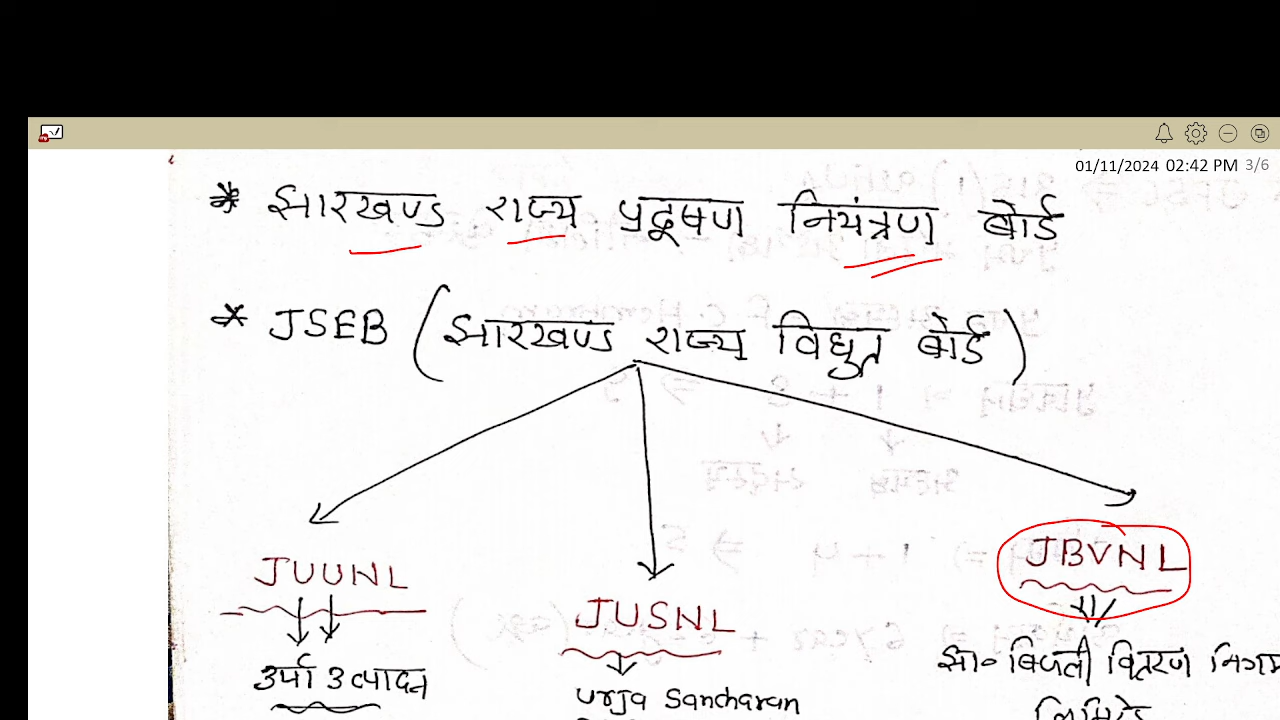 01/11/2024 02:42 PM 3/6
* झारखण्ड राज्य प्रदूषण नियंत्रण बोर्ड
* JSEB (झारखण्ड राज्य विद्युत बोर्ड)
JUUNL JUSNL JBVNL
ऊर्जा उत्पादन
Urja Sancharan
झा० बिजली वितरण निगम